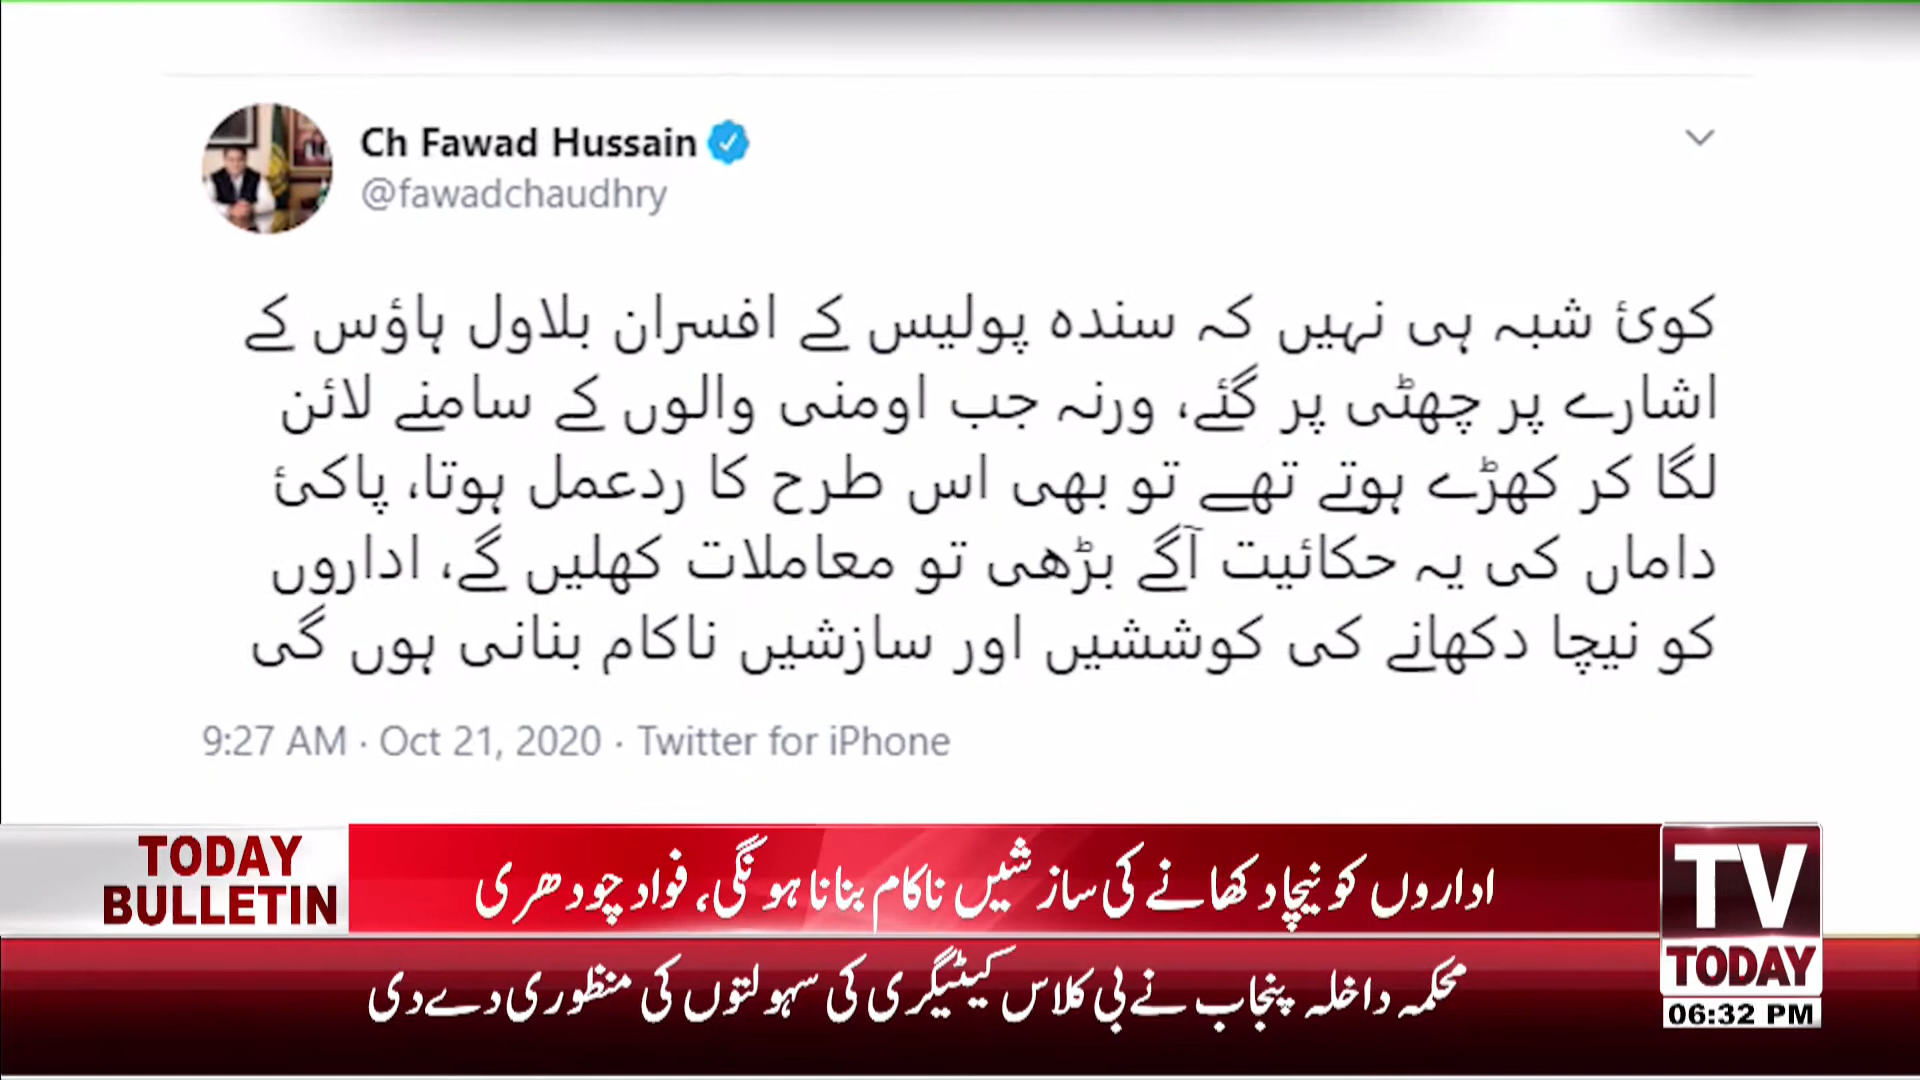 Ch Fawad Hussain
@fawadchaudhry
کوئ شبہ ہی نہیں کہ سندہ پولیس کے افسران بلاول ہاؤس کے
اشارے پر چھٹی پر گئے، ورنہ جب اومنی والوں کے سامنے لائن
لگا کر کھڑے ہوتے تھے تو بھی اس طرح کا ردعمل ہوتا، پاکئ
داماں کی یہ حکائیت آگے بڑھی تو معاملات کھلیں گے، اداروں
کو نیچا دکھانے کی کوششیں اور سازشیں ناکام بنانی ہوں گی
9:27 AM · Oct 21, 2020 · Twitter for iPhone
TODAY
BULLETIN
اداروں کو نیچا دکھانے کی سازشیں ناکام بنانا ہونگی، فواد چودھری
محکمہ داخلہ پنجاب نے بی کلاس کیٹیگری کی سہولتوں کی منظوری دے دی
TV
TODAY
06:32 PM